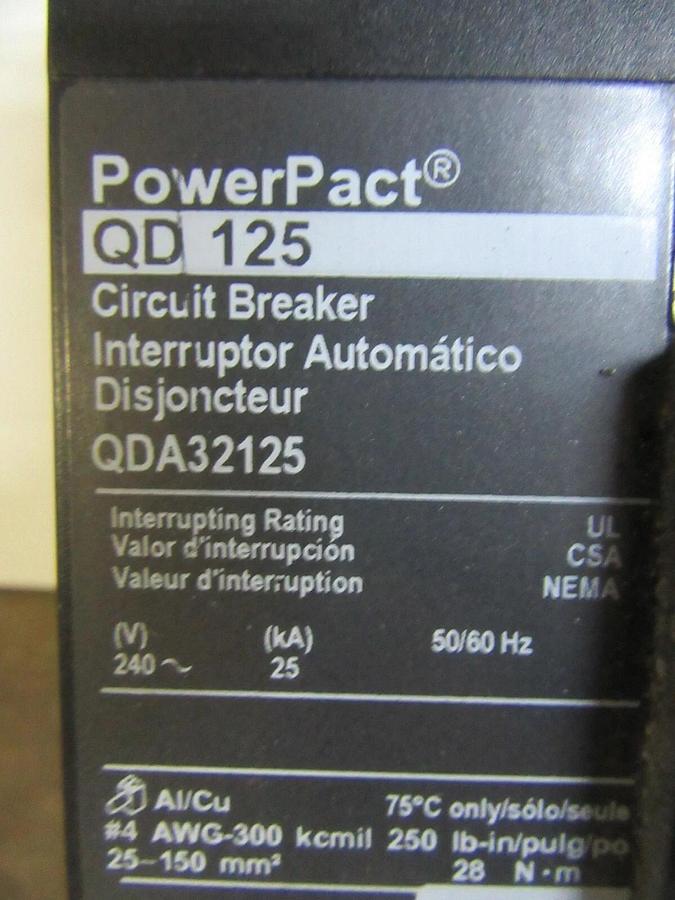 PowerPact®
QD 125
Circuit Breaker
Interruptor Automático
Disjoncteur
QDA32125
Interrupting Rating UL
Valor d'interrupción CSA
Valeur d'interruption NEMA
(V) (kA) 50/60 Hz
240 ~ 25
Al/Cu 75°C only/sólo/seule
#4 AWG-300 kcmil 250 lb-in/pulg/po
25–150 mm² 28 N·m